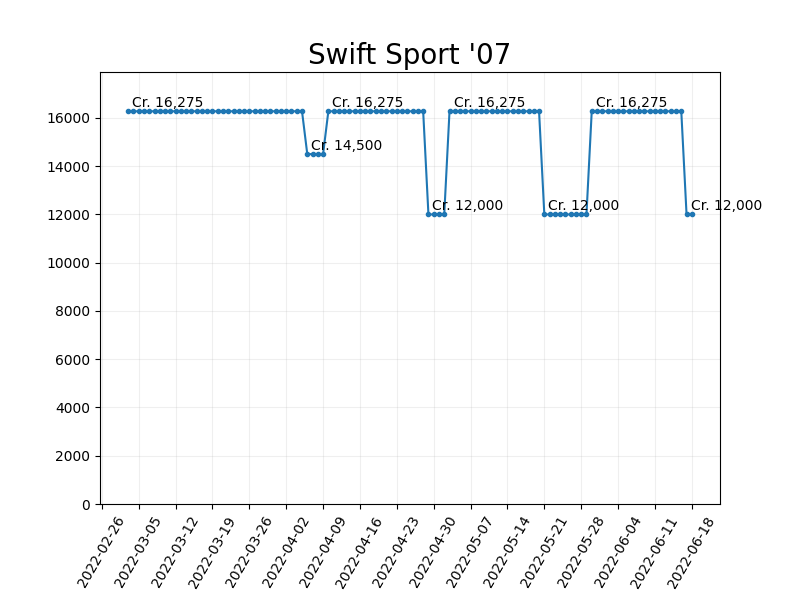 Swift Sport '07
Cr. 16,275
Cr. 16,275
Cr. 16,275
Cr. 16,275
Cr. 14,500
Cr. 12,000
Cr. 12,000
Cr. 12,000
16000
14000
12000
10000
8000
6000
4000
2000
0
2022-02-26
2022-03-05
2022-03-12
2022-03-19
2022-03-26
2022-04-02
2022-04-09
2022-04-16
2022-04-23
2022-04-30
2022-05-07
2022-05-14
2022-05-21
2022-05-28
2022-06-04
2022-06-11
2022-06-18